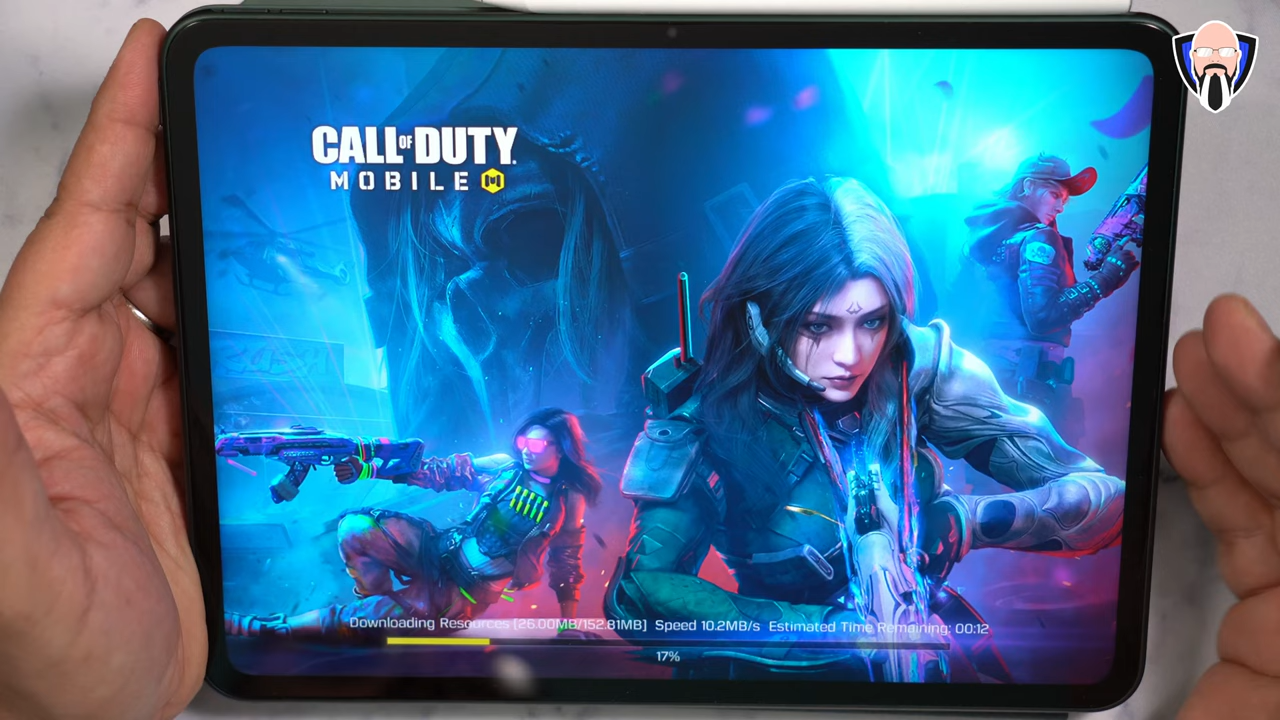 CALL OF DUTY
MOBILE
Downloading Resources [26.00MB/152.81MB] Speed 10.2MB/s Estimated Time Remaining: 00:12
17%